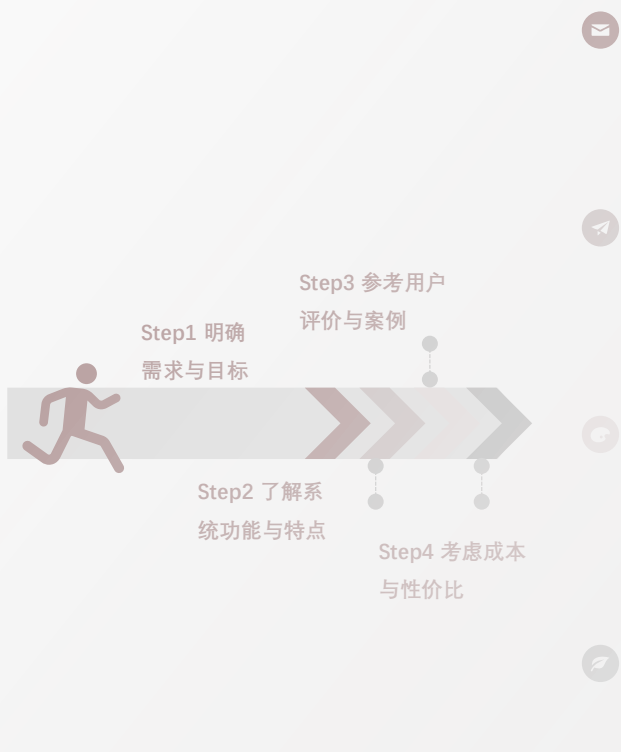 Step1 明确
需求与目标
Step2 了解系
统功能与特点
Step3 参考用户
评价与案例
Step4 考虑成本
与性价比